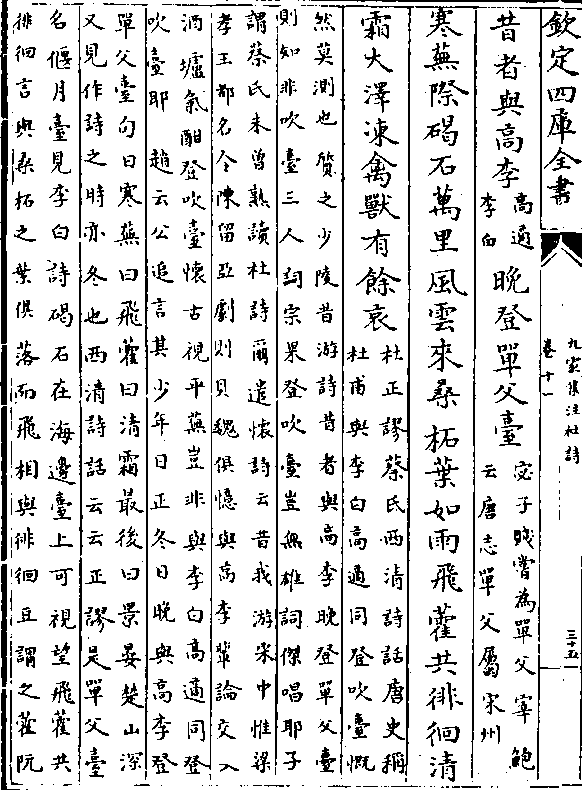 欽定四庫全書
九家集注杜詩
卷十一
三五
昔者與高李高適李白晚登單父臺宓子賤嘗為單父宰鮑云唐志單父屬宋州
寒蕪際碣石萬里風雲來桑柘葉如雨飛藿共徘徊清
霜大澤凍禽獸有餘哀杜正謬蔡氏西清詩話唐史稱杜甫與李白高適同登吹臺慨
然莫測也質之少陵昔游詩昔者與高李晚登單父臺
則知非吹臺三人詞宗果登吹臺豈無雄詞傑唱耶子
謂蔡氏未曾熟讀杜詩爾遣懷詩云昔我游宋中惟梁
孝王都名今陳留亞劇則貝魏俱憶與高李輩論交入
酒壚氣酣登吹臺懷古視平蕪豈非與李白高適同登
吹臺耶　趙云公追言其少年日正冬日晚與高李登
單父臺句曰寒蕪曰飛藿曰清霜最後曰景晏楚山深
又見作詩之時亦冬也西清詩話云云正謬是單父臺
名偃月臺見李白詩碣石在海邊臺上可視望飛藿共
徘徊言與桑柘之葉俱落而飛相與徘徊且謂之藿阮